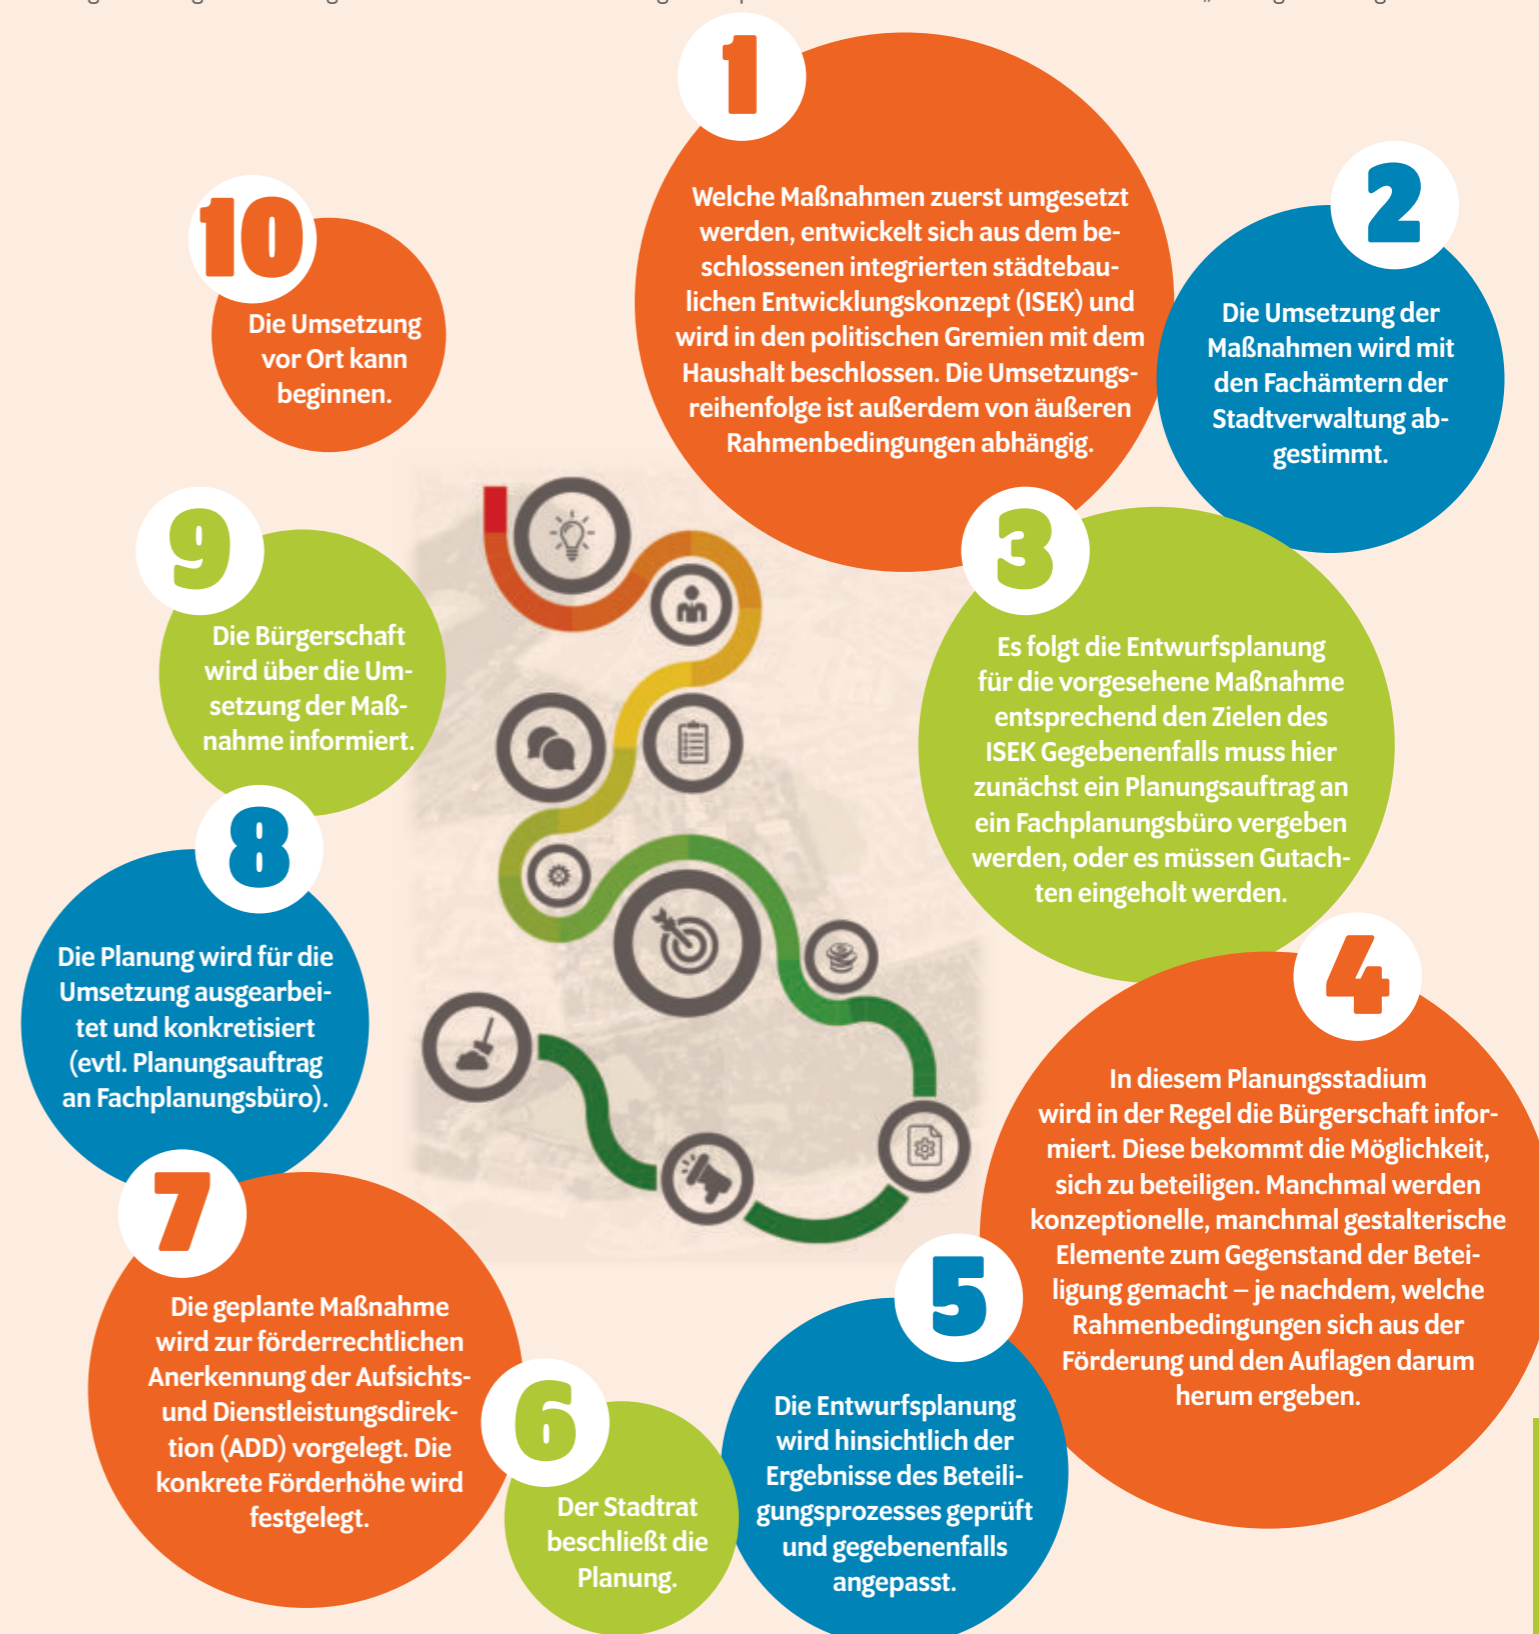 1
Welche Maßnahmen zuerst umgesetzt
werden, entwickelt sich aus dem be-
schlossenen integrierten städtebau-
lichen Entwicklungskonzept (ISEK) und
wird in den politischen Gremien mit dem
Haushalt beschlossen. Die Umsetzungs-
reihenfolge ist außerdem von äußeren
Rahmenbedingungen abhängig.
2
Die Umsetzung der
Maßnahmen wird mit
den Fachämtern der
Stadtverwaltung ab-
gestimmt.
3
Es folgt die Entwurfsplanung
für die vorgesehene Maßnahme
entsprechend den Zielen des
ISEK Gegebenenfalls muss hier
zunächst ein Planungsauftrag an
ein Fachplanungsbüro vergeben
werden, oder es müssen Gutach-
ten eingeholt werden.
4
In diesem Planungsstadium
wird in der Regel die Bürgerschaft infor-
miert. Diese bekommt die Möglichkeit,
sich zu beteiligen. Manchmal werden
konzeptionelle, manchmal gestalterische
Elemente zum Gegenstand der Betei-
ligung gemacht – je nachdem, welche
Rahmenbedingungen sich aus der
Förderung und den Auflagen darum
herum ergeben.
5
Die Entwurfsplanung
wird hinsichtlich der
Ergebnisse des Beteili-
gungsprozesses geprüft
und gegebenenfalls
angepasst.
6
Der Stadtrat
beschließt die
Planung.
7
Die geplante Maßnahme
wird zur förderrechtlichen
Anerkennung der Aufsichts-
und Dienstleistungsdirek-
tion (ADD) vorgelegt. Die
konkrete Förderhöhe wird
festgelegt.
8
Die Planung wird für die
Umsetzung ausgearbei-
tet und konkretisiert
(evtl. Planungsauftrag
an Fachplanungsbüro).
9
Die Bürgerschaft
wird über die Um-
setzung der Maß-
nahme informiert.
10
Die Umsetzung
vor Ort kann
beginnen.